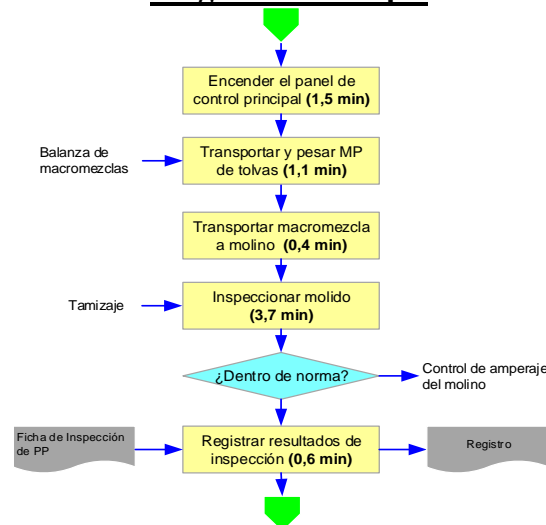 Encender el panel de
control principal (1,5 min)
Balanza de
macromezclas
Transportar y pesar MP
de tolvas (1,1 min)
Transportar macromezcla
a molino (0,4 min)
Tamizaje
Inspeccionar molido
(3,7 min)
¿Dentro de norma?
Control de amperaje
del molino
Ficha de Inspección
de PP
Registrar resultados de
inspección (0,6 min)
Registro